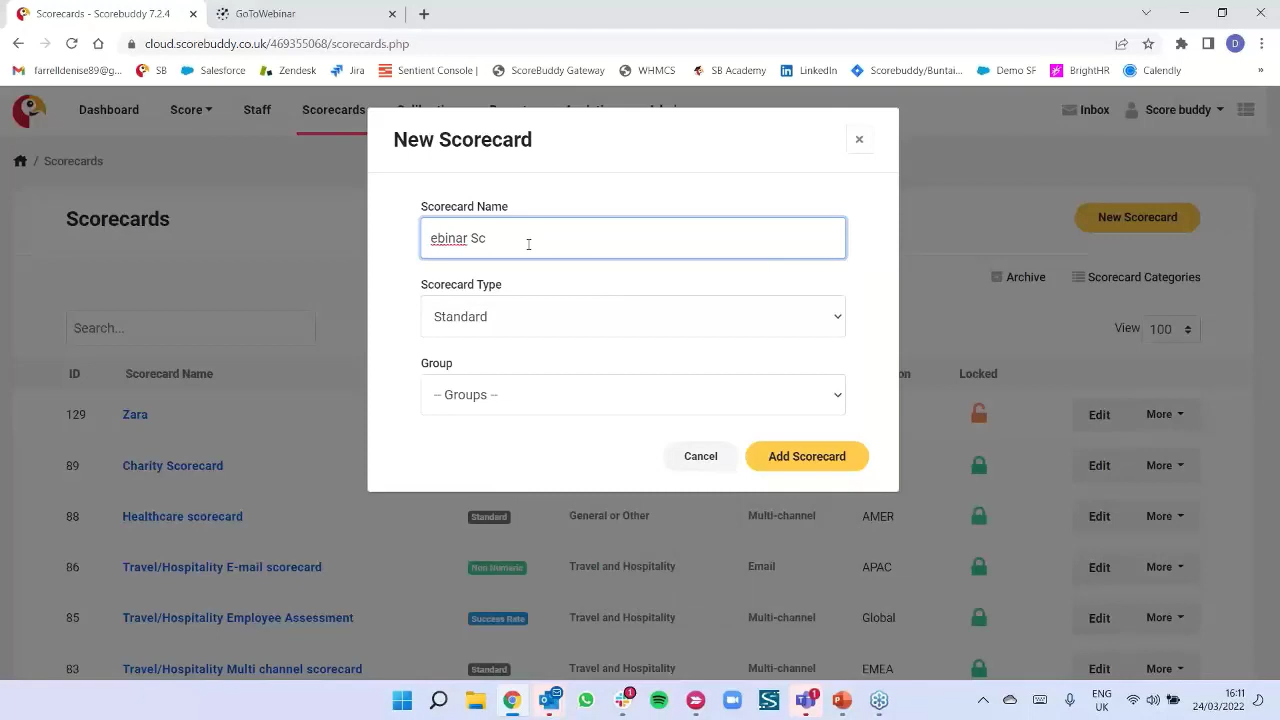 Scorebuddy - 7.2.4
GoToWebinar
cloud.scorebuddy.co.uk/469355068/scorecards.php
D
farrelldenise89@g... SB Salesforce Zendesk Jira Sentient Console | ScoreBuddy Gateway WHMCS SB Academy LinkedIn Scorebuddy/Buntai... Demo SF BrightHR Calendly »
Dashboard Score Staff Scorecards Inbox Score buddy
New Scorecard
/ Scorecards
Scorecards
New Scorecard
Scorecard Name
ebinar Sc
Archive Scorecard Categories
Scorecard Type
Standard
Search...
View 100
Group
-- Groups --
ID Scorecard Name on Locked
129 Zara Edit More
Cancel Add Scorecard
89 Charity Scorecard Edit More
88 Healthcare scorecard Standard General or Other Multi-channel AMER Edit More
86 Travel/Hospitality E-mail scorecard Non Numeric Travel and Hospitality Email APAC Edit More
85 Travel/Hospitality Employee Assessment Success Rate Travel and Hospitality Multi-channel Global Edit More
83 Travel/Hospitality Multi channel scorecard Standard Travel and Hospitality Multi-channel EMEA Edit More
ENG
IE
16:11
24/03/2022